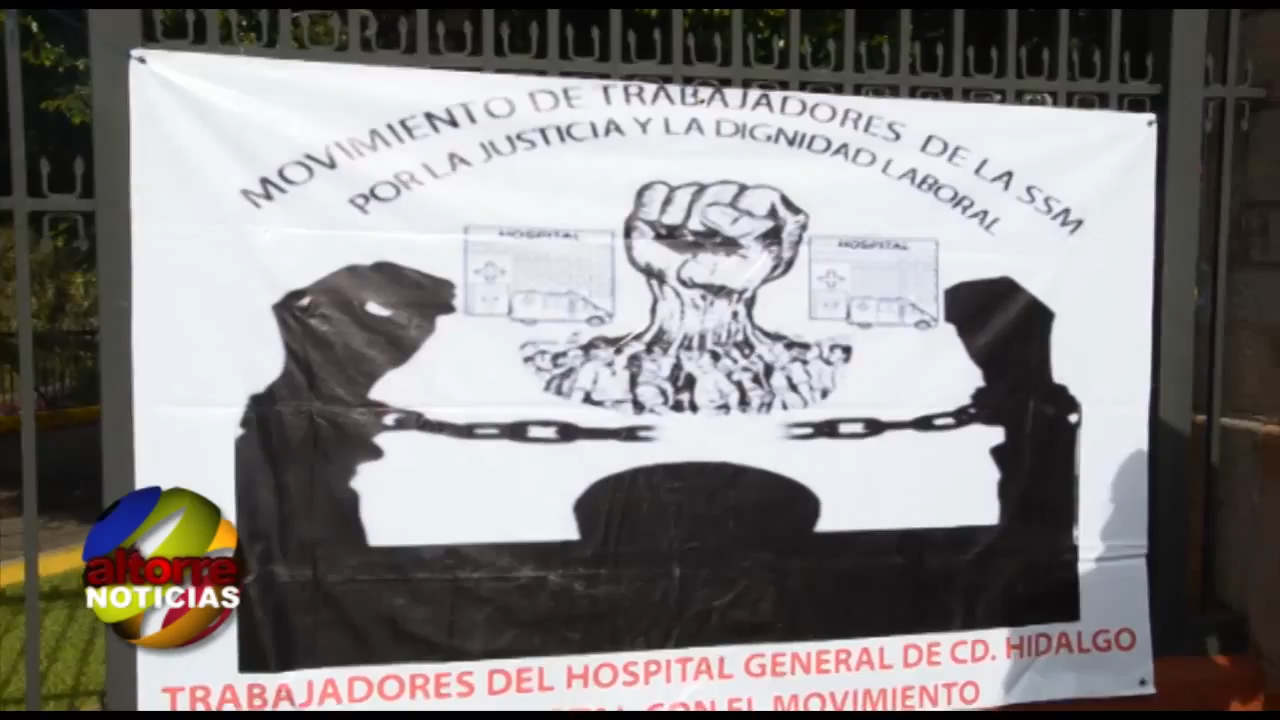 MOVIMIENTO DE TRABAJADORES DE LA SSM
POR LA JUSTICIA Y LA DIGNIDAD LABORAL
HOSPITAL
HOSPITAL
TRABAJADORES DEL HOSPITAL GENERAL DE CD. HIDALGO
CON EL MOVIMIENTO
altorre
NOTICIAS